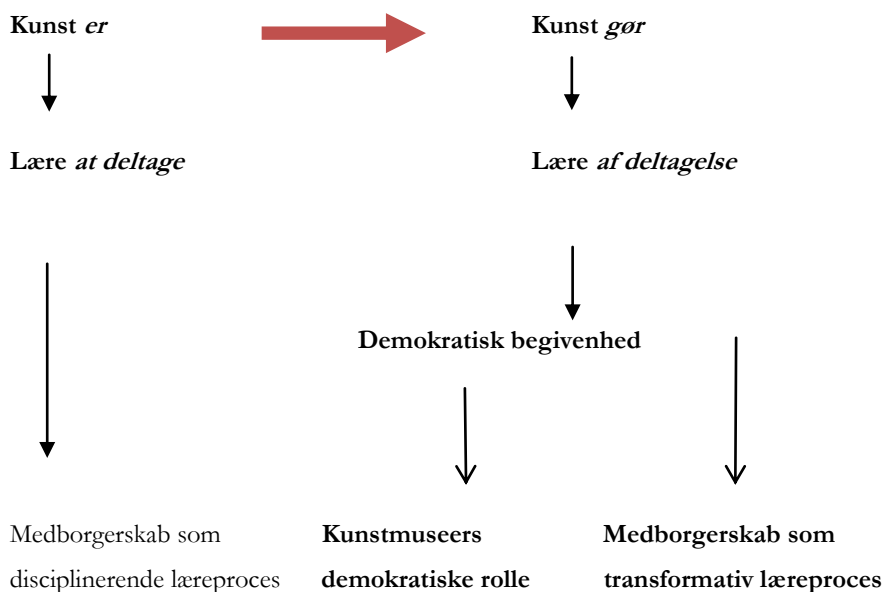 Kunst er
Kunst gør
Lære at deltage
Lære af deltagelse
Demokratisk begivenhed
Medborgerskab som
disciplinerende læreproces
Kunstmuseers
demokratiske rolle
Medborgerskab som
transformativ læreproces